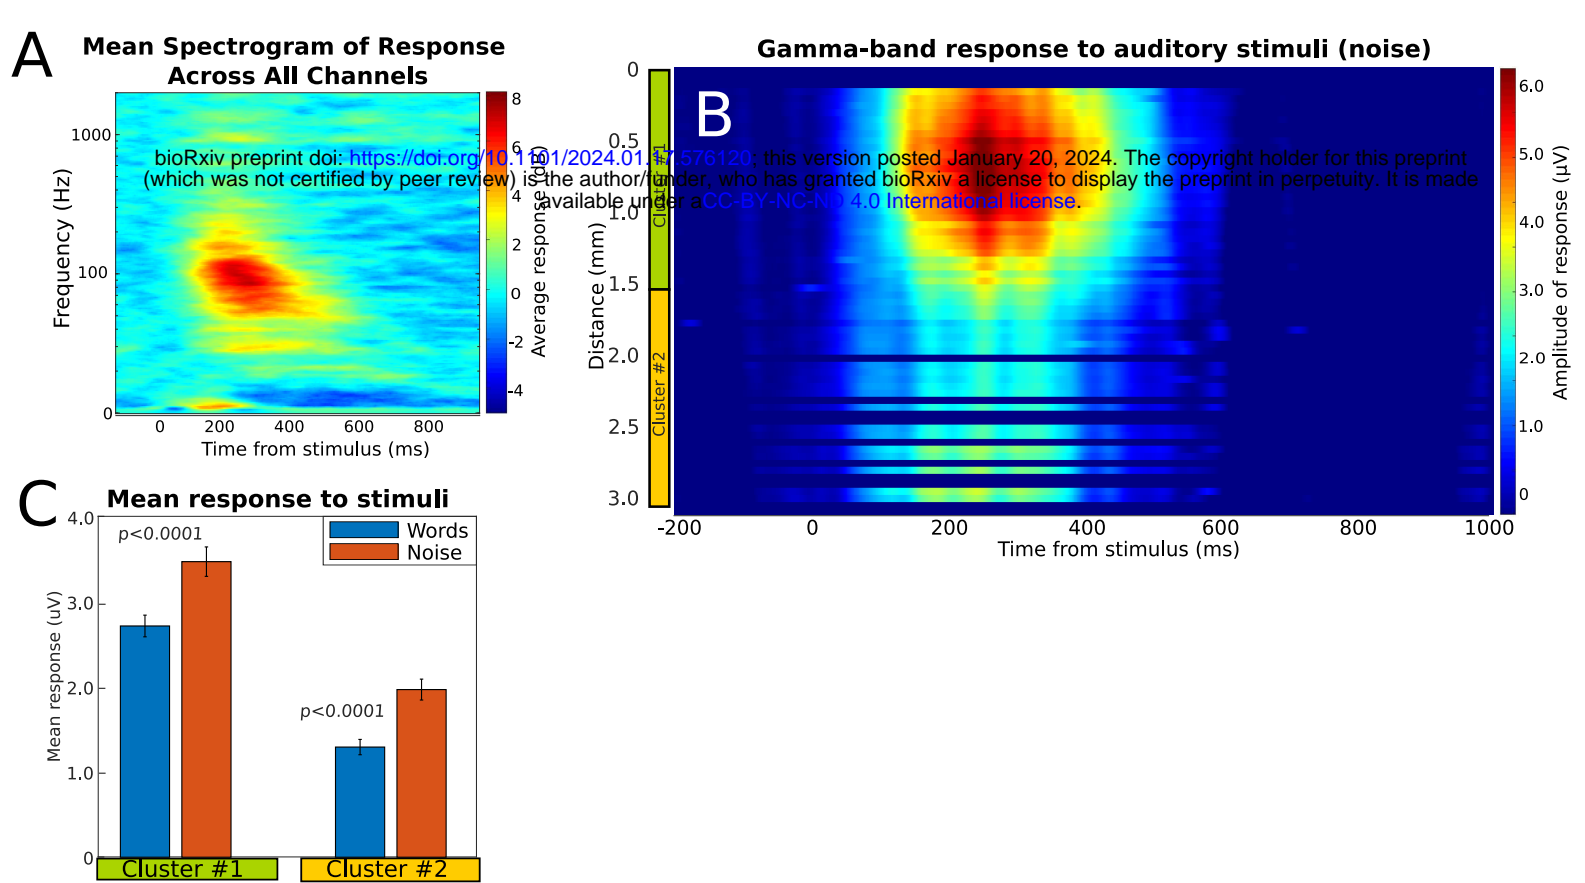 A
Mean Spectrogram of Response
Across All Channels
Frequency (Hz)
1000
100
0
0 200 400 600 800
Time from stimulus (ms)
8
6
4
2
0
-2
-4
Average response (dB)
bioRxiv preprint doi: https://doi.org/10.1101/2024.01.17.576120; this version posted January 20, 2024. The copyright holder for this preprint
(which was not certified by peer review) is the author/funder, who has granted bioRxiv a license to display the preprint in perpetuity. It is made
available under aCC-BY-NC-ND 4.0 International license.
Gamma-band response to auditory stimuli (noise)
B
Distance (mm)
0
0.5
1.0
1.5
2.0
2.5
3.0
Cluster #1
Cluster #2
-200 0 200 400 600 800 1000
Time from stimulus (ms)
6.0
5.0
4.0
3.0
2.0
1.0
0
Amplitude of response (μV)
C
Mean response to stimuli
Mean response (uV)
4.0
3.0
2.0
1.0
0
p<0.0001
p<0.0001
Words
Noise
Cluster #1
Cluster #2